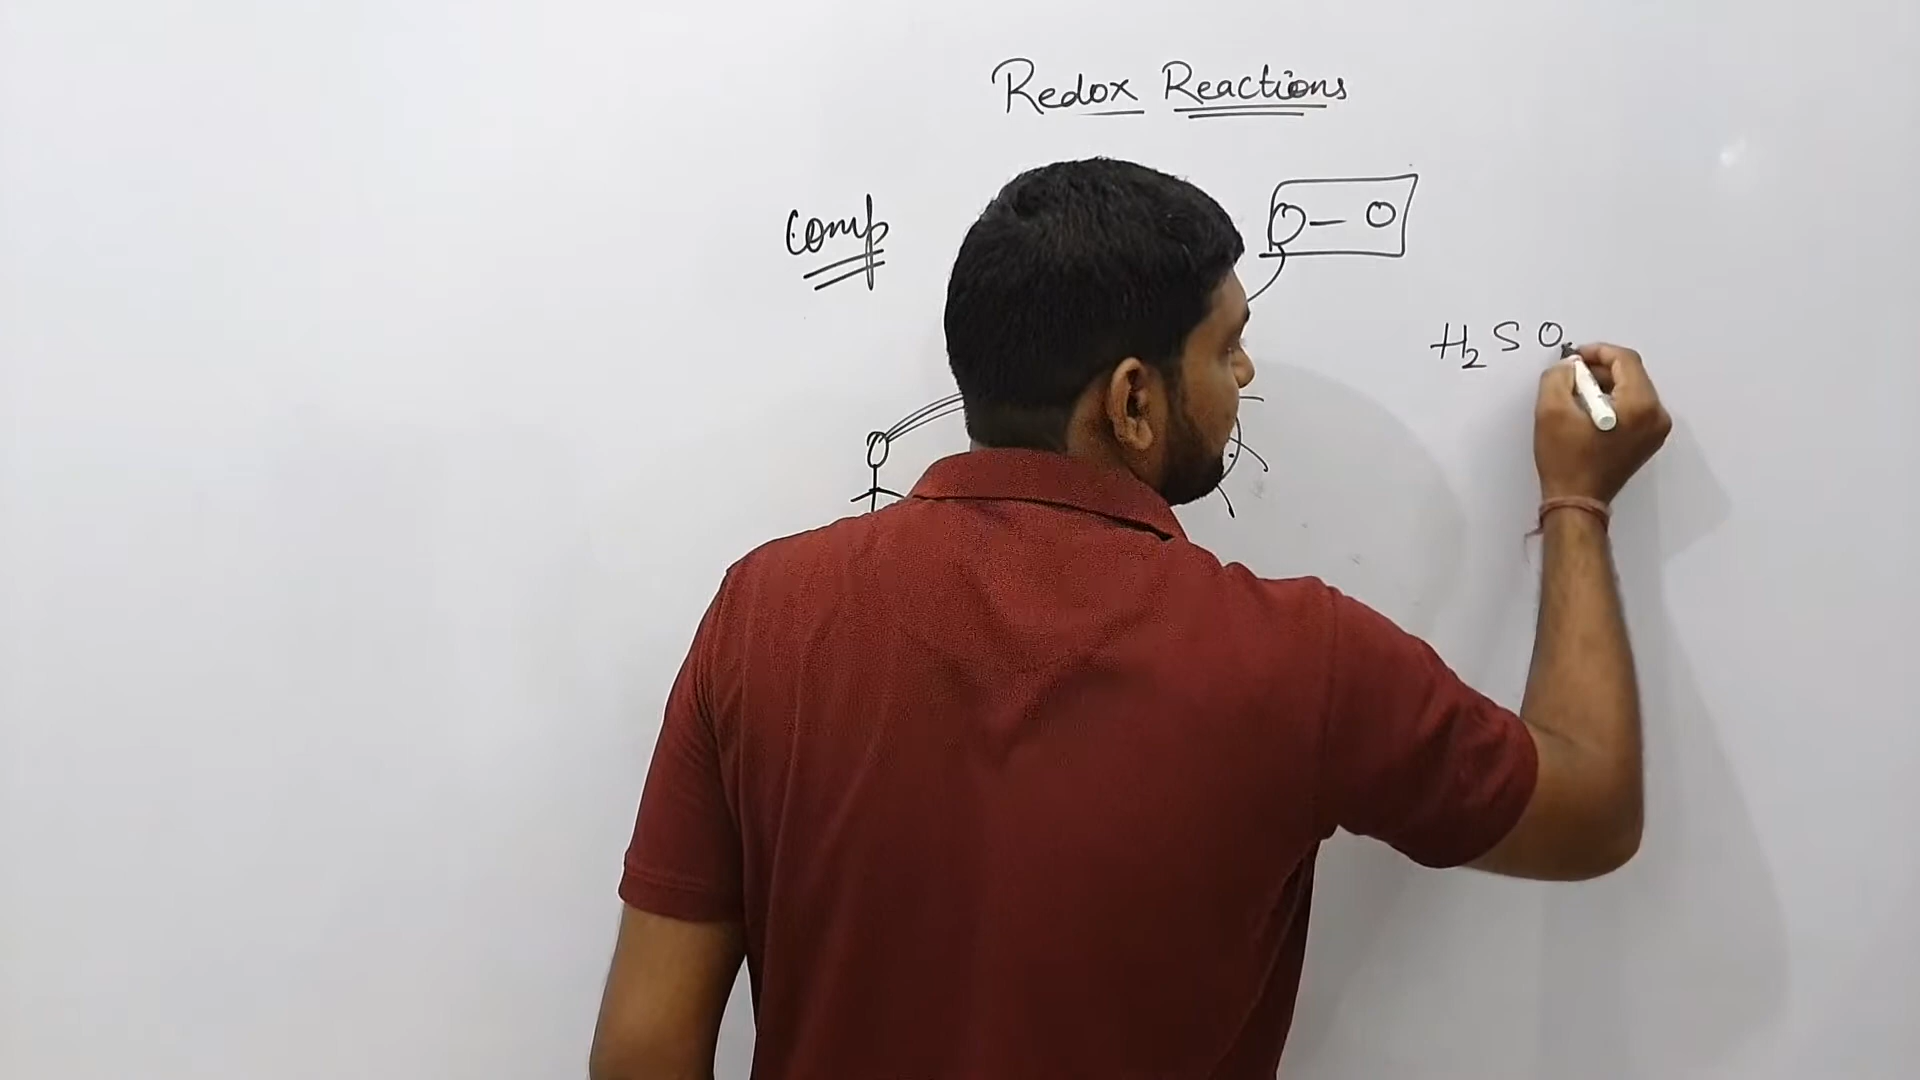 Redox Reactions
comp
O – O
H₂SO